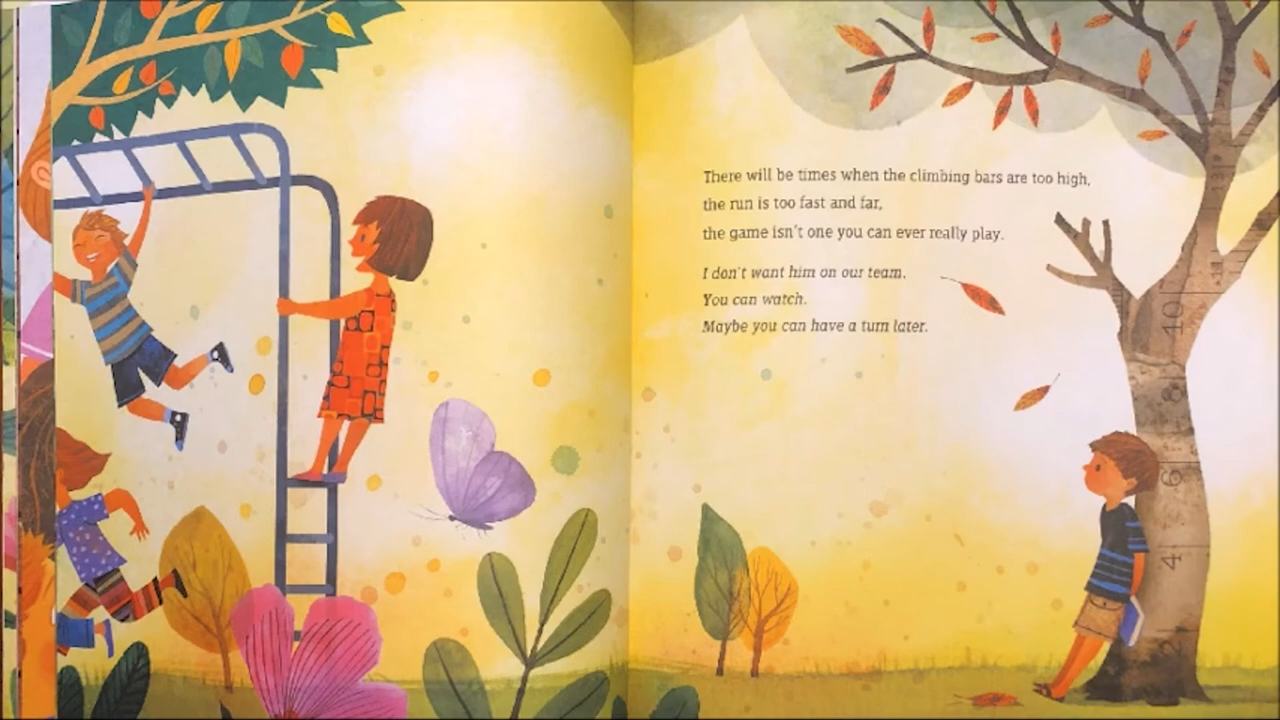 There will be times when the climbing bars are too high,
the run is too fast and far,
the game isn't one you can ever really play.
I don't want him on our team.
You can watch.
Maybe you can have a turn later.
11
10
8
6
4
2